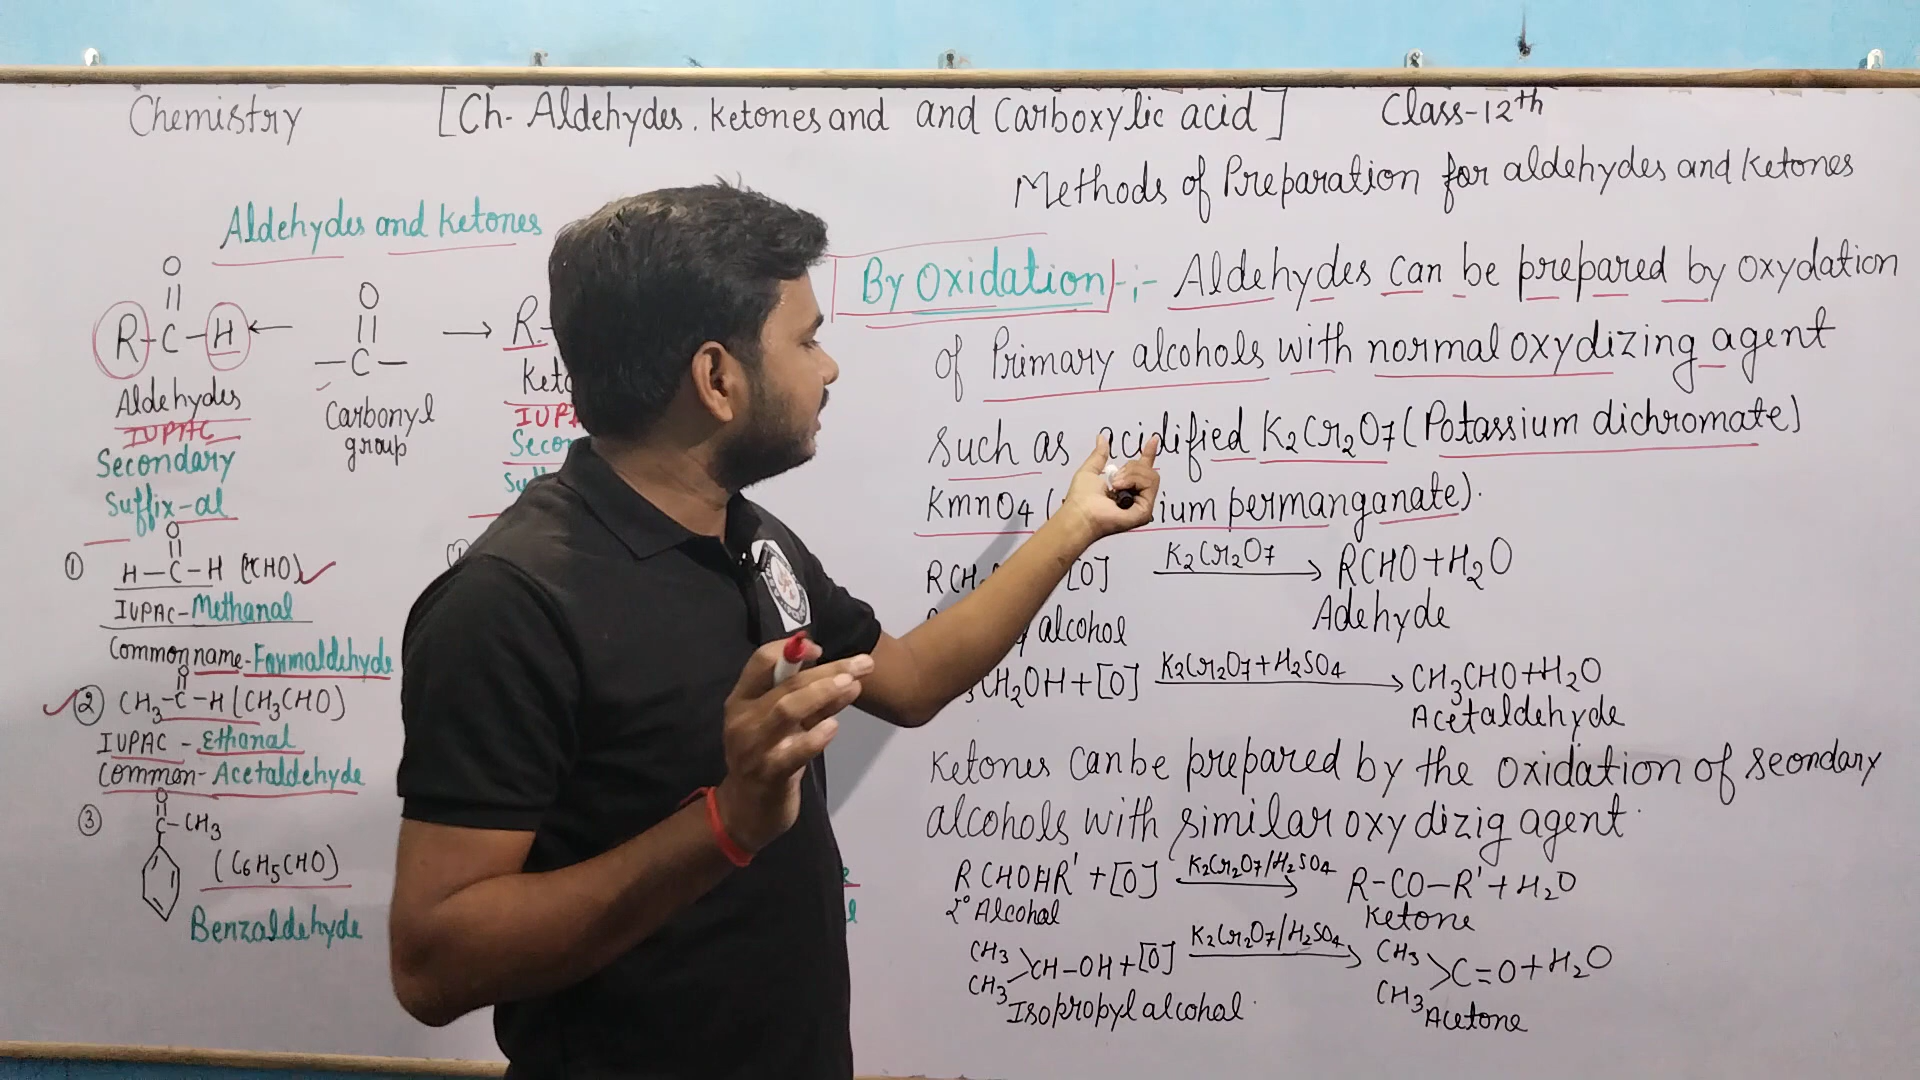 Chemistry [Ch- Aldehydes. Ketones and and Carboxylic acid] Class-12th
Aldehydes and Ketones
O
||
R-C-H
Aldehydes
IUPAC
Secondary
Suffix-al
O
||
-C-
Carbonyl
group
R-
① O
||
H-C-H
IUPAC-Methanal
Common name-Formaldehyde
O
② CH3-C-H (CH3CHO)
IUPAC - Ethanal
Common-Acetaldehyde
③ O
||
C-CH3
(C6H5CHO)
Benzaldehyde
Methods of Preparation for aldehydes and Ketones
By Oxidation -:- Aldehydes can be prepared by oxydation
of Primary alcohols with normal oxydizing agent
such as acidified K2Cr2O7 (Potassium dichromate)
KmnO4 ( permanganate).
[O] K2Cr2O7 → RCHO+H2O
alcohol Adehyde
CH2OH+[O] K2Cr2O7+H2SO4 → CH3CHO+H2O
Acetaldehyde
Ketones can be prepared by the oxidation of seondary
alcohols with similar oxydizig agent.
RCHOHR'+[O] K2Cr2O7/H2SO4 → R-CO-R'+H2O
2° Alcohal Ketone
CH3 CH3 >CH-OH+[O] K2Cr2O7/H2SO4 → CH3 CH3 >C=O+H2O
Isopropyl alcohal Acetone